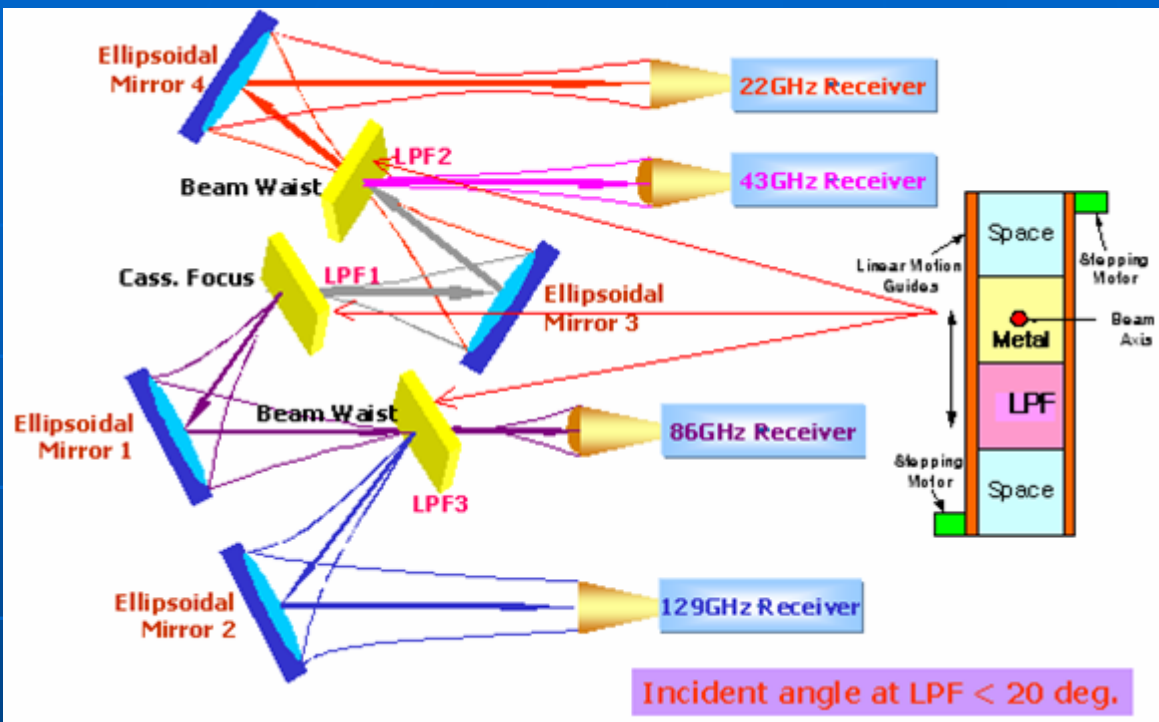 Ellipsoidal
Mirror 4
22GHz Receiver
LPF2
Beam Waist
43GHz Receiver
Cass. Focus
LPF1
Ellipsoidal
Mirror 3
Ellipsoidal
Mirror 1
Beam Waist
86GHz Receiver
LPF3
Ellipsoidal
Mirror 2
129GHz Receiver
Space
Linear Motion
Guides
Stepping
Motor
Metal
Beam
Axis
LPF
Stepping
Motor
Space
Incident angle at LPF < 20 deg.